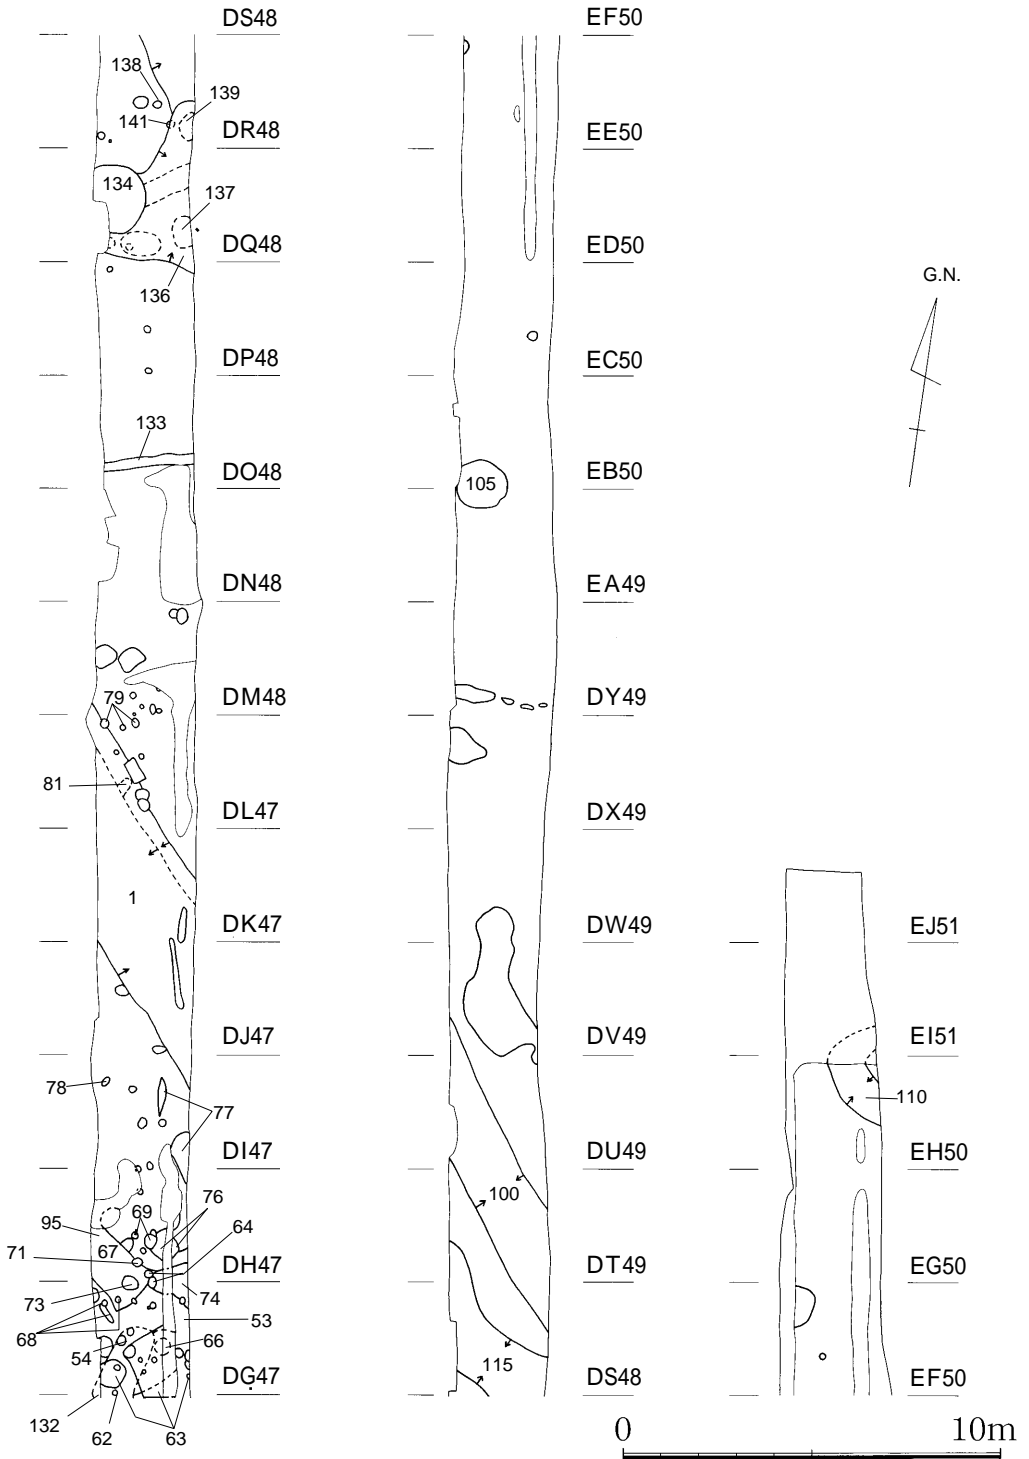 DS48
138
139
141
DR48
134
137
DQ48
136
DP48
133
DO48
DN48
79
DM48
81
DL47
1
DK47
DJ47
78
77
DI47
76
69
95
64
71
67
DH47
73
74
53
68
66
54
DG47
132
62
63
EF50
EE50
ED50
EC50
105
EB50
EA49
DY49
DX49
DW49
DV49
DU49
100
DT49
115
DS48
G.N.
EJ51
EI51
110
EH50
EG50
EF50
0 10m